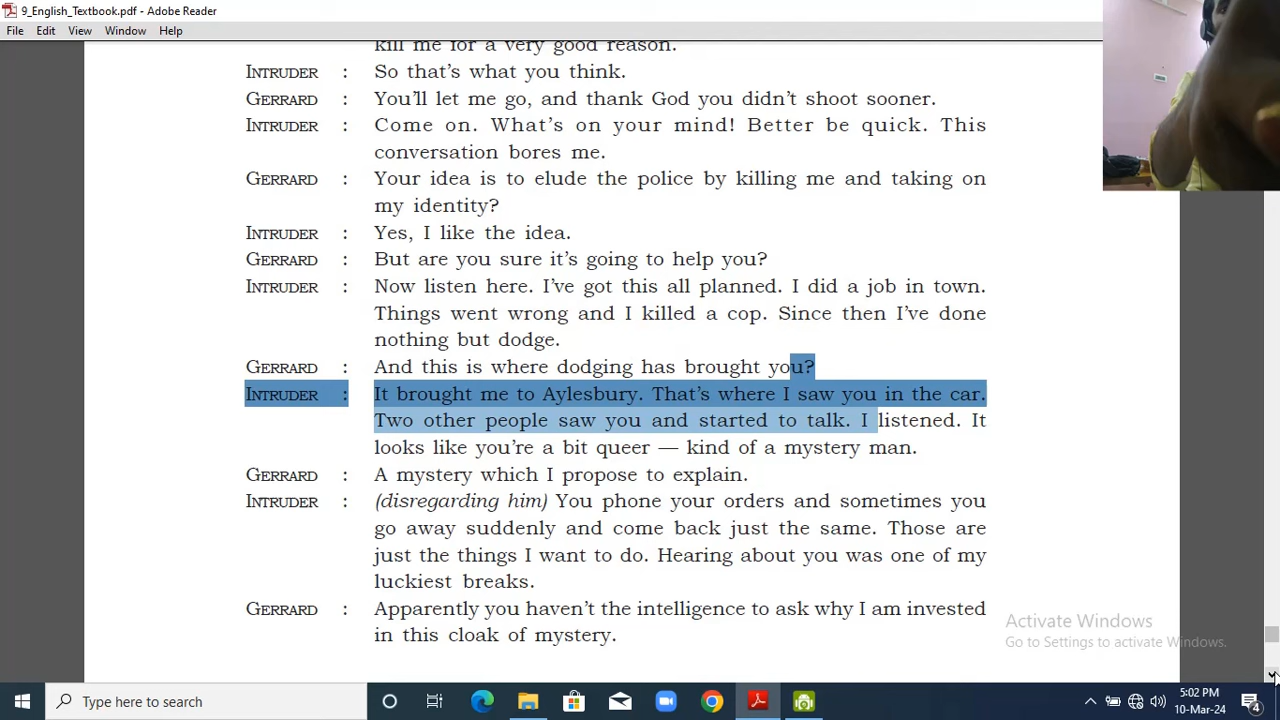 9_English_Textbook.pdf - Adobe Reader
File Edit View Window Help
kill me for a very good reason.
INTRUDER : So that's what you think.
GERRARD : You'll let me go, and thank God you didn't shoot sooner.
INTRUDER : Come on. What's on your mind! Better be quick. This
conversation bores me.
GERRARD : Your idea is to elude the police by killing me and taking on
my identity?
INTRUDER : Yes, I like the idea.
GERRARD : But are you sure it's going to help you?
INTRUDER : Now listen here. I've got this all planned. I did a job in town.
Things went wrong and I killed a cop. Since then I've done
nothing but dodge.
GERRARD : And this is where dodging has brought you?
INTRUDER : It brought me to Aylesbury. That's where I saw you in the car.
Two other people saw you and started to talk. I listened. It
looks like you're a bit queer — kind of a mystery man.
GERRARD : A mystery which I propose to explain.
INTRUDER : (disregarding him) You phone your orders and sometimes you
go away suddenly and come back just the same. Those are
just the things I want to do. Hearing about you was one of my
luckiest breaks.
GERRARD : Apparently you haven't the intelligence to ask why I am invested
in this cloak of mystery.
Activate Windows
Go to Settings to activate Windows.
Type here to search
5:02 PM
10-Mar-24
4